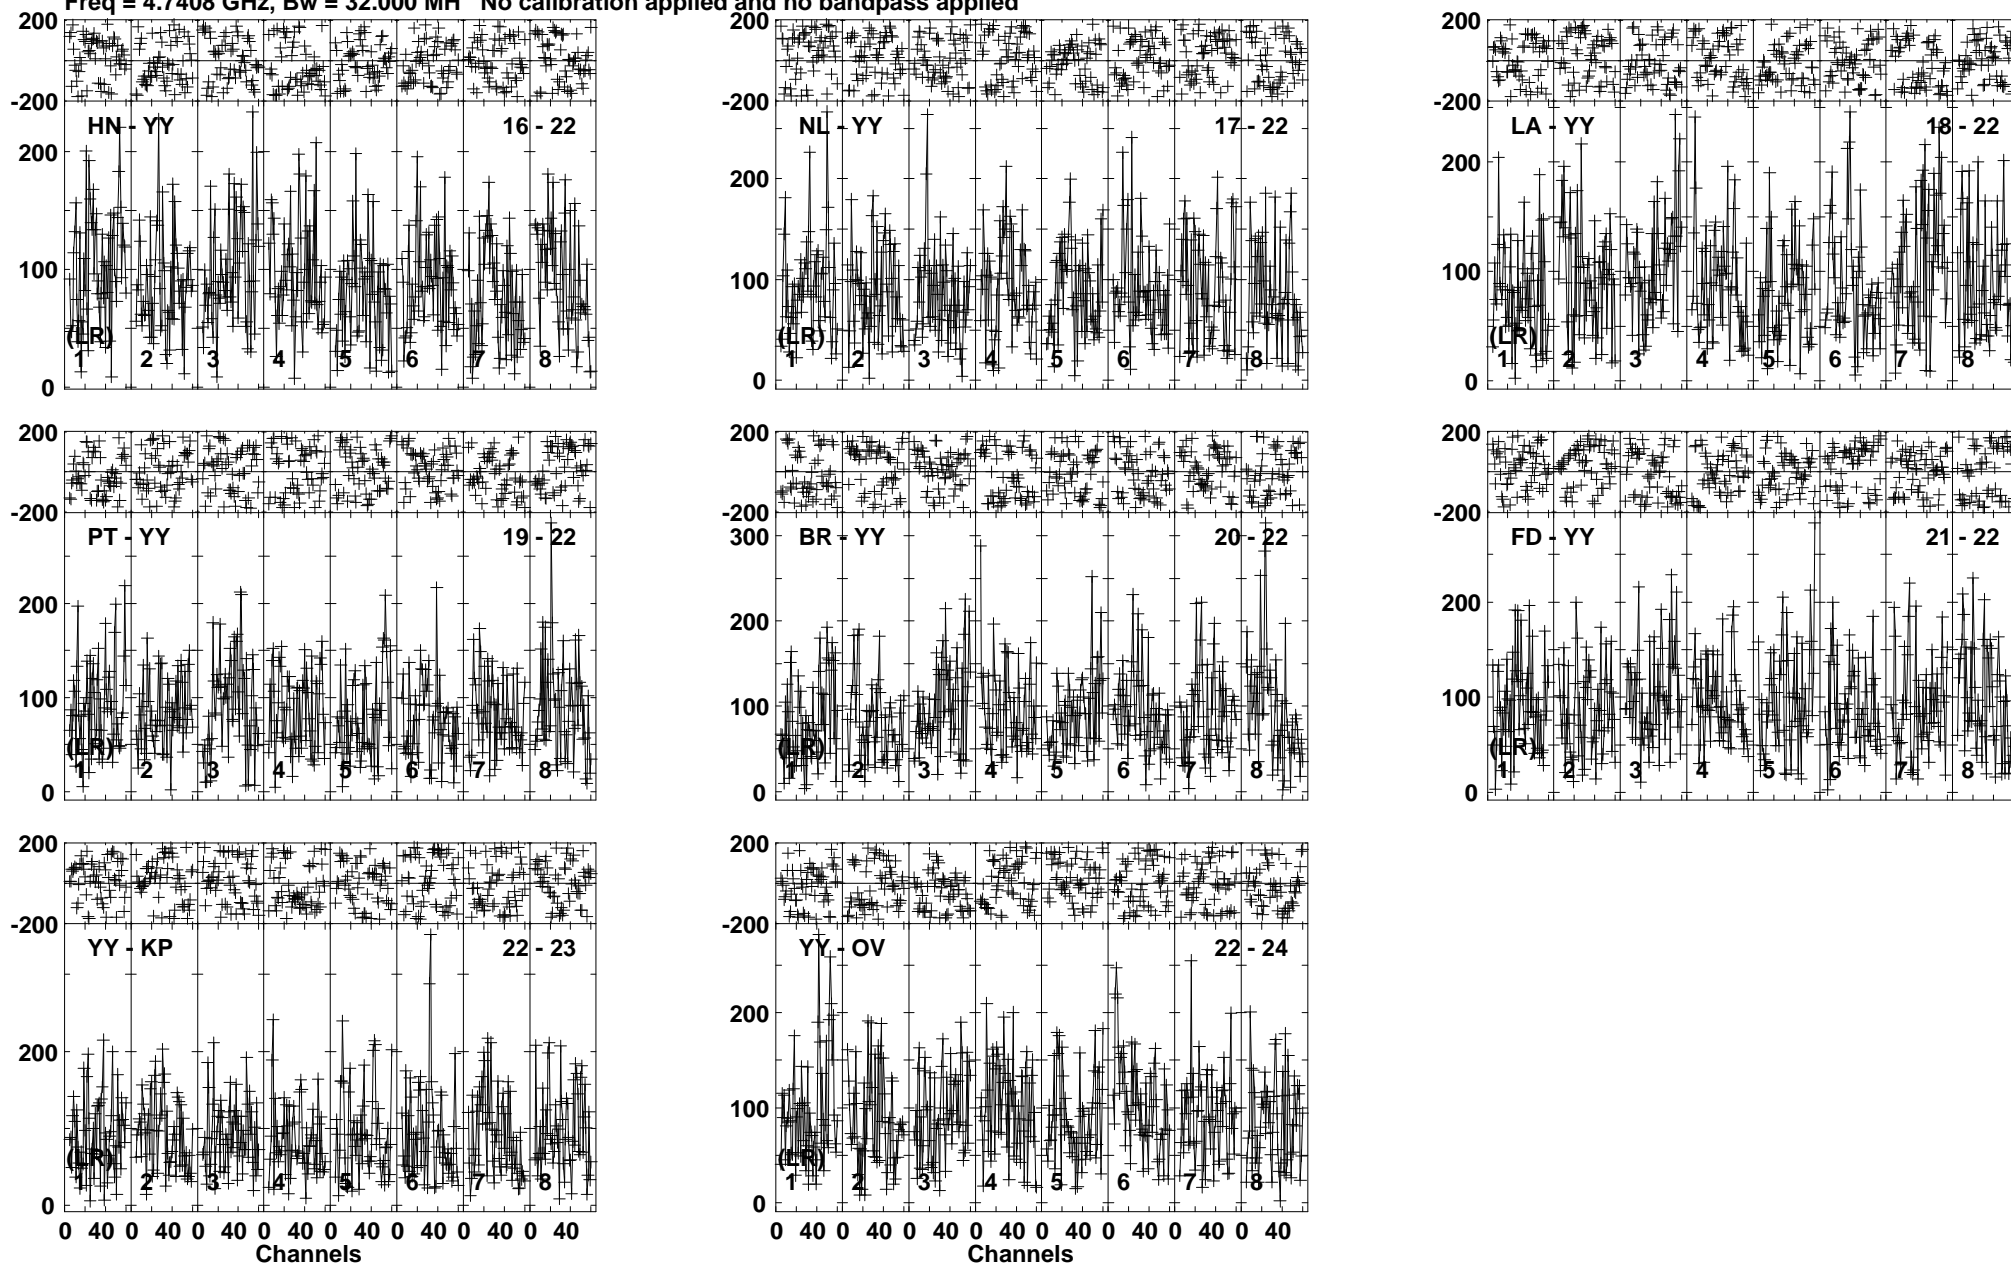 Freq = 4.7408 GHz, Bw = 32.000 MH No calibration applied and no bandpass applied
200 200 200
-200 -200 -200
HN - YY 16 - 22 NL - YY 17 - 22 LA - YY 18 - 22
200 200 200
100 100 100
(LR) (LR) (LR)
1 2 3 4 5 6 7 8 1 2 3 4 5 6 7 8 1 2 3 4 5 6 7 8
0 0 0
200 200 200
-200 -200 -200
PT - YY 19 - 22 300 BR - YY 20 - 22 FD - YY 21 - 22
200 200 200
100 100 100
(LR) (LR) (LR)
1 2 3 4 5 6 7 8 1 2 3 4 5 6 7 8 1 2 3 4 5 6 7 8
0 0 0
200 200
-200 -200
YY - KP 22 - 23 YY - OV 22 - 24
200 200
100
(LR) (LR)
1 2 3 4 5 6 7 8 1 2 3 4 5 6 7 8
0 0
0 40 0 40 0 40 0 40 0 40 0 40 0 40 0 40 0 40 0 40 0 40 0 40 0 40 0 40 0 40 0 40
Channels Channels